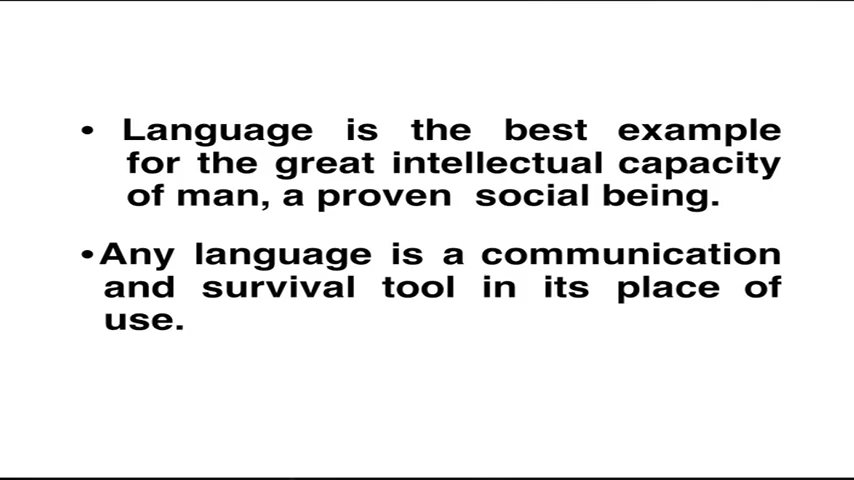 • Language is the best example
for the great intellectual capacity
of man, a proven social being.
•Any language is a communication
and survival tool in its place of
use.